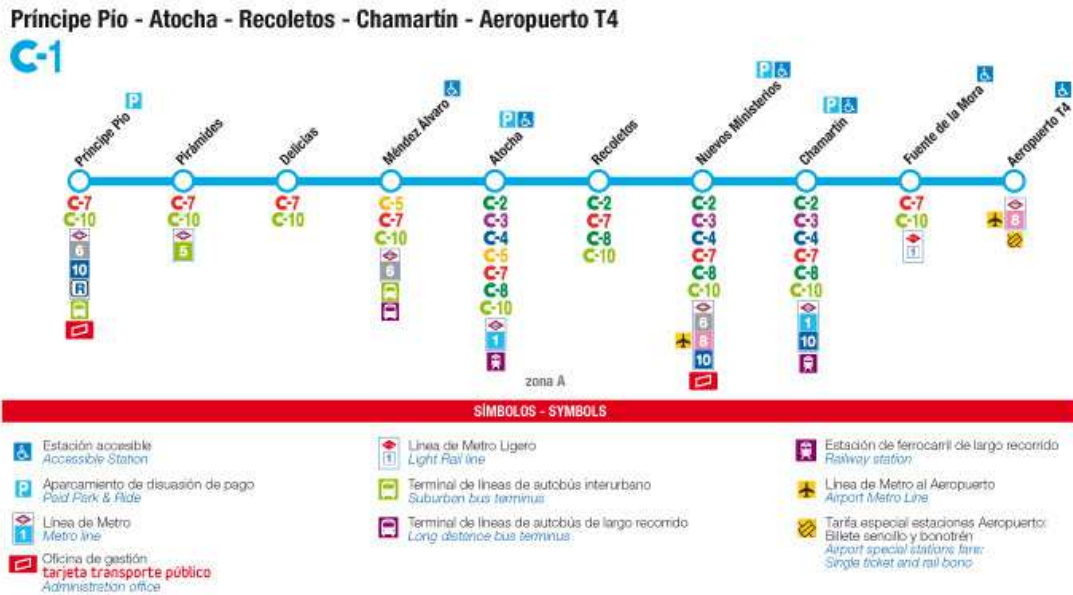 Príncipe Pío - Atocha - Recoletos - Chamartín - Aeropuerto T4
C-1
Príncipe Pío
P
Pirámides
Delicias
Méndez Álvaro
Atocha
P
Recoletos
Nuevos Ministerios
P
Chamartín
P
Fuente de la Mora
Aeropuerto T4
C-7
C-10
6
10
R
C-7
C-10
5
C-7
C-10
C-5
C-7
C-10
6
C-2
C-3
C-4
C-5
C-7
C-8
C-10
1
C-2
C-7
C-8
C-10
C-2
C-3
C-4
C-7
C-8
C-10
6
8
10
C-2
C-3
C-4
C-7
C-8
C-10
1
10
C-7
C-10
1
8
zona A
SÍMBOLOS - SYMBOLS
Estación accesible
Accessible Station
P
Aparcamiento de disuasión de pago
Paid Park & Ride
1
Línea de Metro
Metro line
Oficina de gestión
tarjeta transporte público
Administration office
1
Línea de Metro Ligero
Light Rail line
Terminal de líneas de autobús interurbano
Suburban bus terminus
Terminal de líneas de autobús de largo recorrido
Long distance bus terminus
Estación de ferrocarril de largo recorrido
Railway station
Línea de Metro al Aeropuerto
Airport Metro Line
Tarifa especial estaciones Aeropuerto:
Billete sencillo y bonotrén
Airport special stations fare:
Single ticket and rail bono